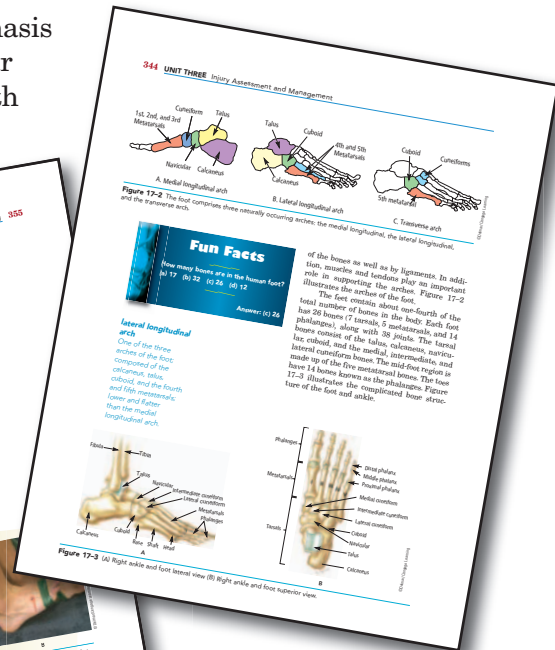 nasis
r
th
355
344 UNIT THREE Injury Assessment and Management
1st, 2nd, and 3rd
Metatarsals
Cuneiform
Talus
Navicular
Calcaneus
A. Medial longitudinal arch
Talus
Cuboid
4th and 5th
Metatarsals
Calcaneus
B. Lateral longitudinal arch
Cuboid
Cuneiforms
5th metatarsal
C. Transverse arch
Figure 17–2 The foot comprises three naturally occurring arches: the medial longitudinal, the lateral longitudinal,
and the transverse arch.
Fun Facts
How many bones are in the human foot?
(a) 17 (b) 32 (c) 26 (d) 12
Answer: (c) 26
lateral longitudinal
arch
One of the three
arches of the foot;
composed of the
calcaneus, talus,
cuboid, and the fourth
and fifth metatarsals;
lower and flatter
than the medial
longitudinal arch.
of the bones as well as by ligaments. In addi-
tion, muscles and tendons play an important
role in supporting the arches. Figure 17–2
illustrates the arches of the foot.
The feet contain about one-fourth of the
total number of bones in the body. Each foot
has 26 bones (7 tarsals, 5 metatarsals, and 14
phalanges), along with 38 joints. The tarsal
bones consist of the talus, calcaneus, navicu-
lar, cuboid, and the medial, intermediate, and
lateral cuneiform bones. The mid-foot region is
made up of the five metatarsal bones. The toes
have 14 bones known as the phalanges. Figure
17–3 illustrates the complicated bone struc-
ture of the foot and ankle.
Fibula
Tibia
Talus
Navicular
Intermediate cuneiform
Lateral cuneiform
Metatarsals
Phalanges
Calcaneus
Cuboid
Base
Shaft
Head
A
Phalanges
Metatarsals
Tarsals
Distal phalanx
Middle phalanx
Proximal phalanx
Medial cuneiform
Intermediate cuneiform
Lateral cuneiform
Cuboid
Navicular
Talus
Calcaneus
B
Figure 17–3 (A) Right ankle and foot lateral view (B) Right ankle and foot superior view.
B